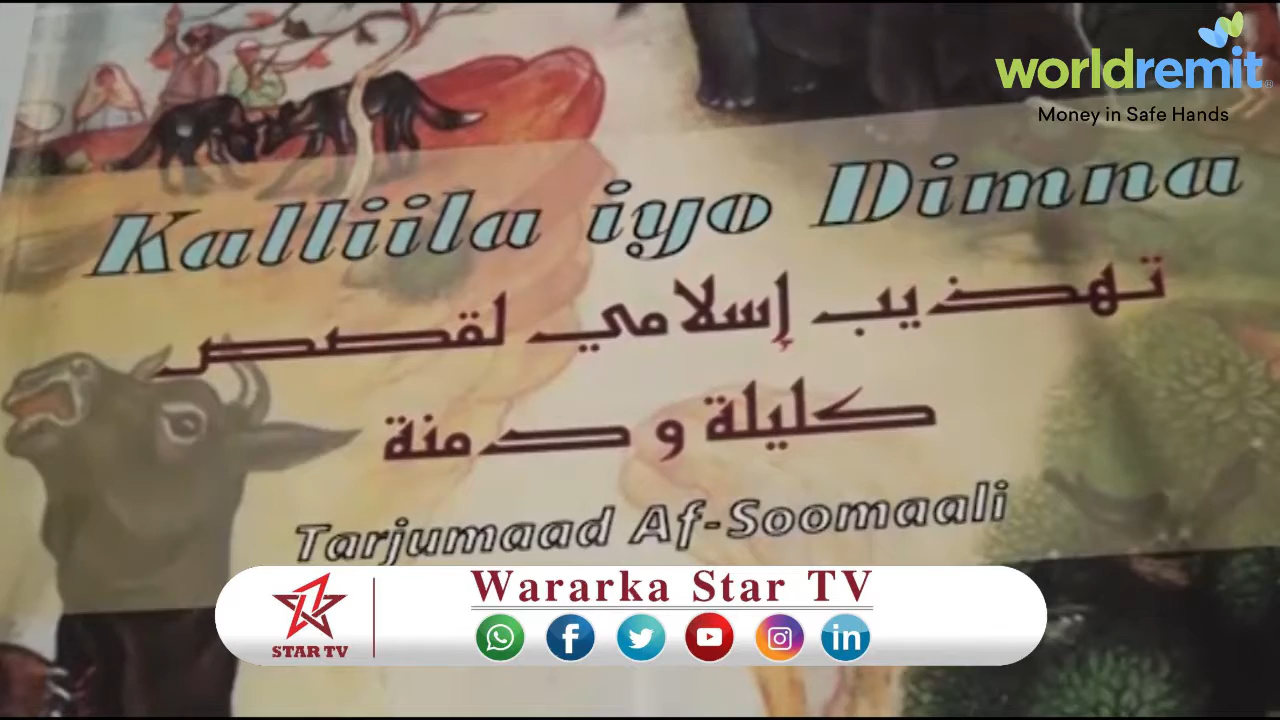 worldremit
Money in Safe Hands
Kalliila iyo Dimna
تهذيب إسلامي لقصص
كليلة و دمنة
Tarjumaad Af-Soomaali
Wararka Star TV
STAR TV